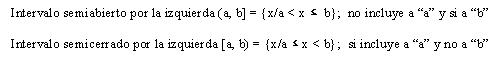 Intervalo semiabierto por la izquierda (a, b] = {x/a < x ≤ b}; no incluye a “a” y si a “b”
Intervalo semicerrado por la izquierda [a, b) = {x/a ≤ x < b}; si incluye a “a” y no a “b”